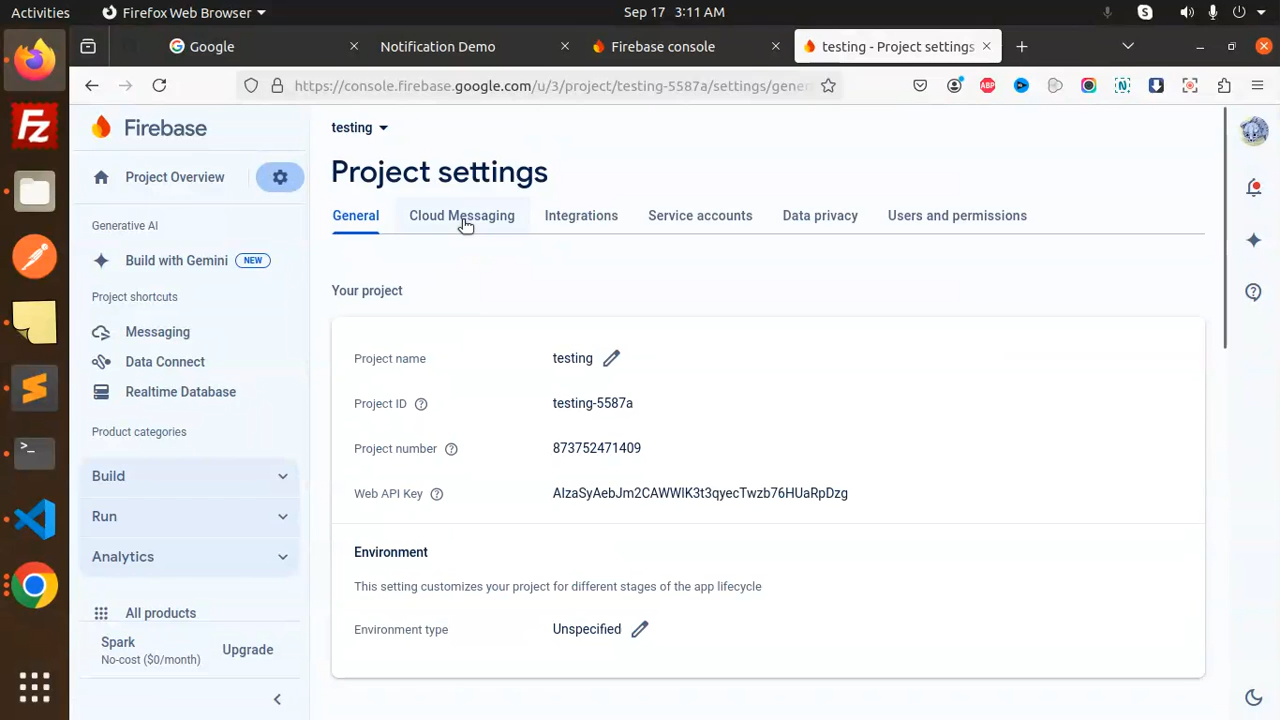 Activities
Firefox Web Browser
Sep 17 3:11 AM
Google
Notification Demo
Firebase console
testing - Project settings
https://console.firebase.google.com/u/3/project/testing-5587a/settings/gener
Firebase
testing
Project Overview
Project settings
General
Cloud Messaging
Integrations
Service accounts
Data privacy
Users and permissions
Generative AI
Build with Gemini NEW
Project shortcuts
Messaging
Data Connect
Realtime Database
Product categories
Build
Run
Analytics
All products
Spark
No-cost ($0/month)
Upgrade
Your project
Project name testing
Project ID testing-5587a
Project number 873752471409
Web API Key AIzaSyAebJm2CAWWIK3t3qyecTwzb76HUaRpDzg
Environment
This setting customizes your project for different stages of the app lifecycle
Environment type Unspecified